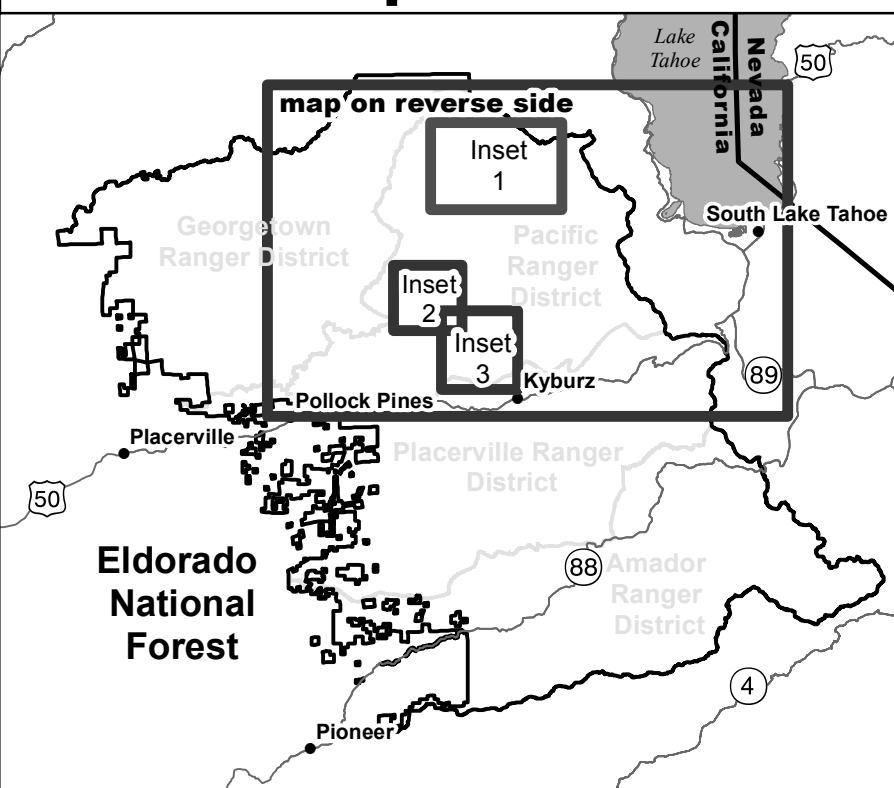 Lake
Tahoe
California
Nevada
50
map on reverse side
Inset
1
South Lake Tahoe
Georgetown
Ranger District
Pacific
Ranger
District
Inset
2
Inset
3
Kyburz
89
Pollock Pines
Placerville
Placerville Ranger
District
50
Eldorado
National
Forest
88
Amador
Ranger
District
4
Pioneer